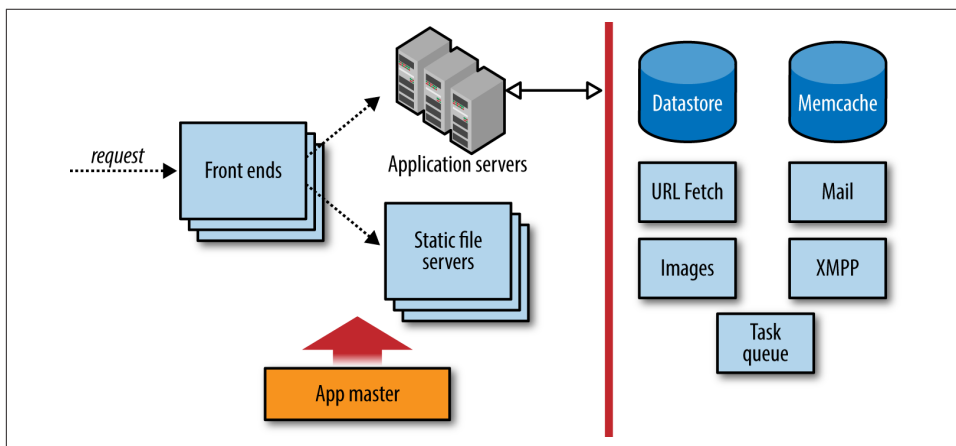 request
Front ends
Application servers
Static file
servers
App master
Datastore
Memcache
URL Fetch
Mail
Images
XMPP
Task
queue